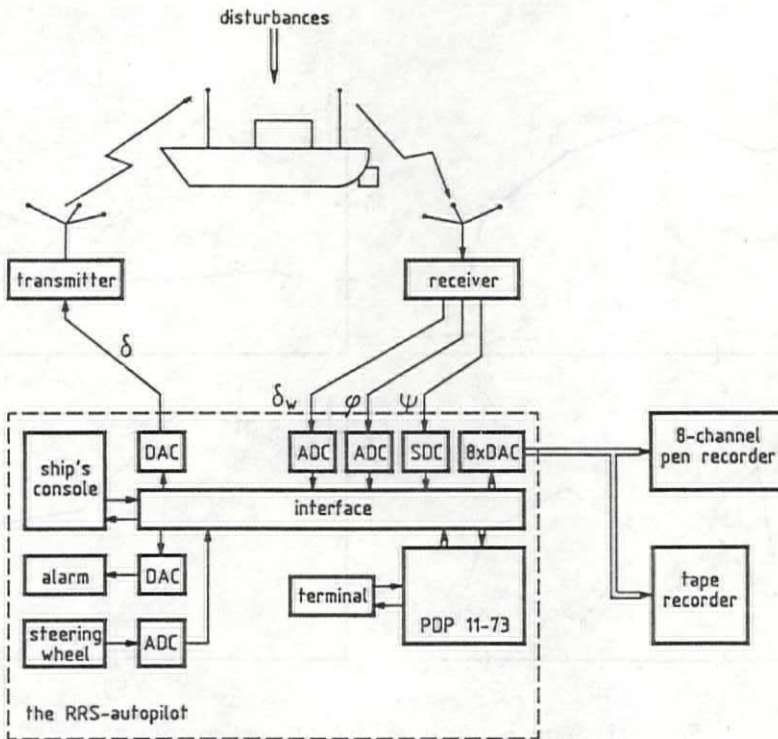 disturbances
transmitter
receiver
δ
δw
φ
ψ
DAC
ADC
ADC
SDC
8xDAC
8-channel
pen recorder
ship's
console
interface
alarm
DAC
terminal
PDP 11-73
tape
recorder
steering
wheel
ADC
the RRS-autopilot